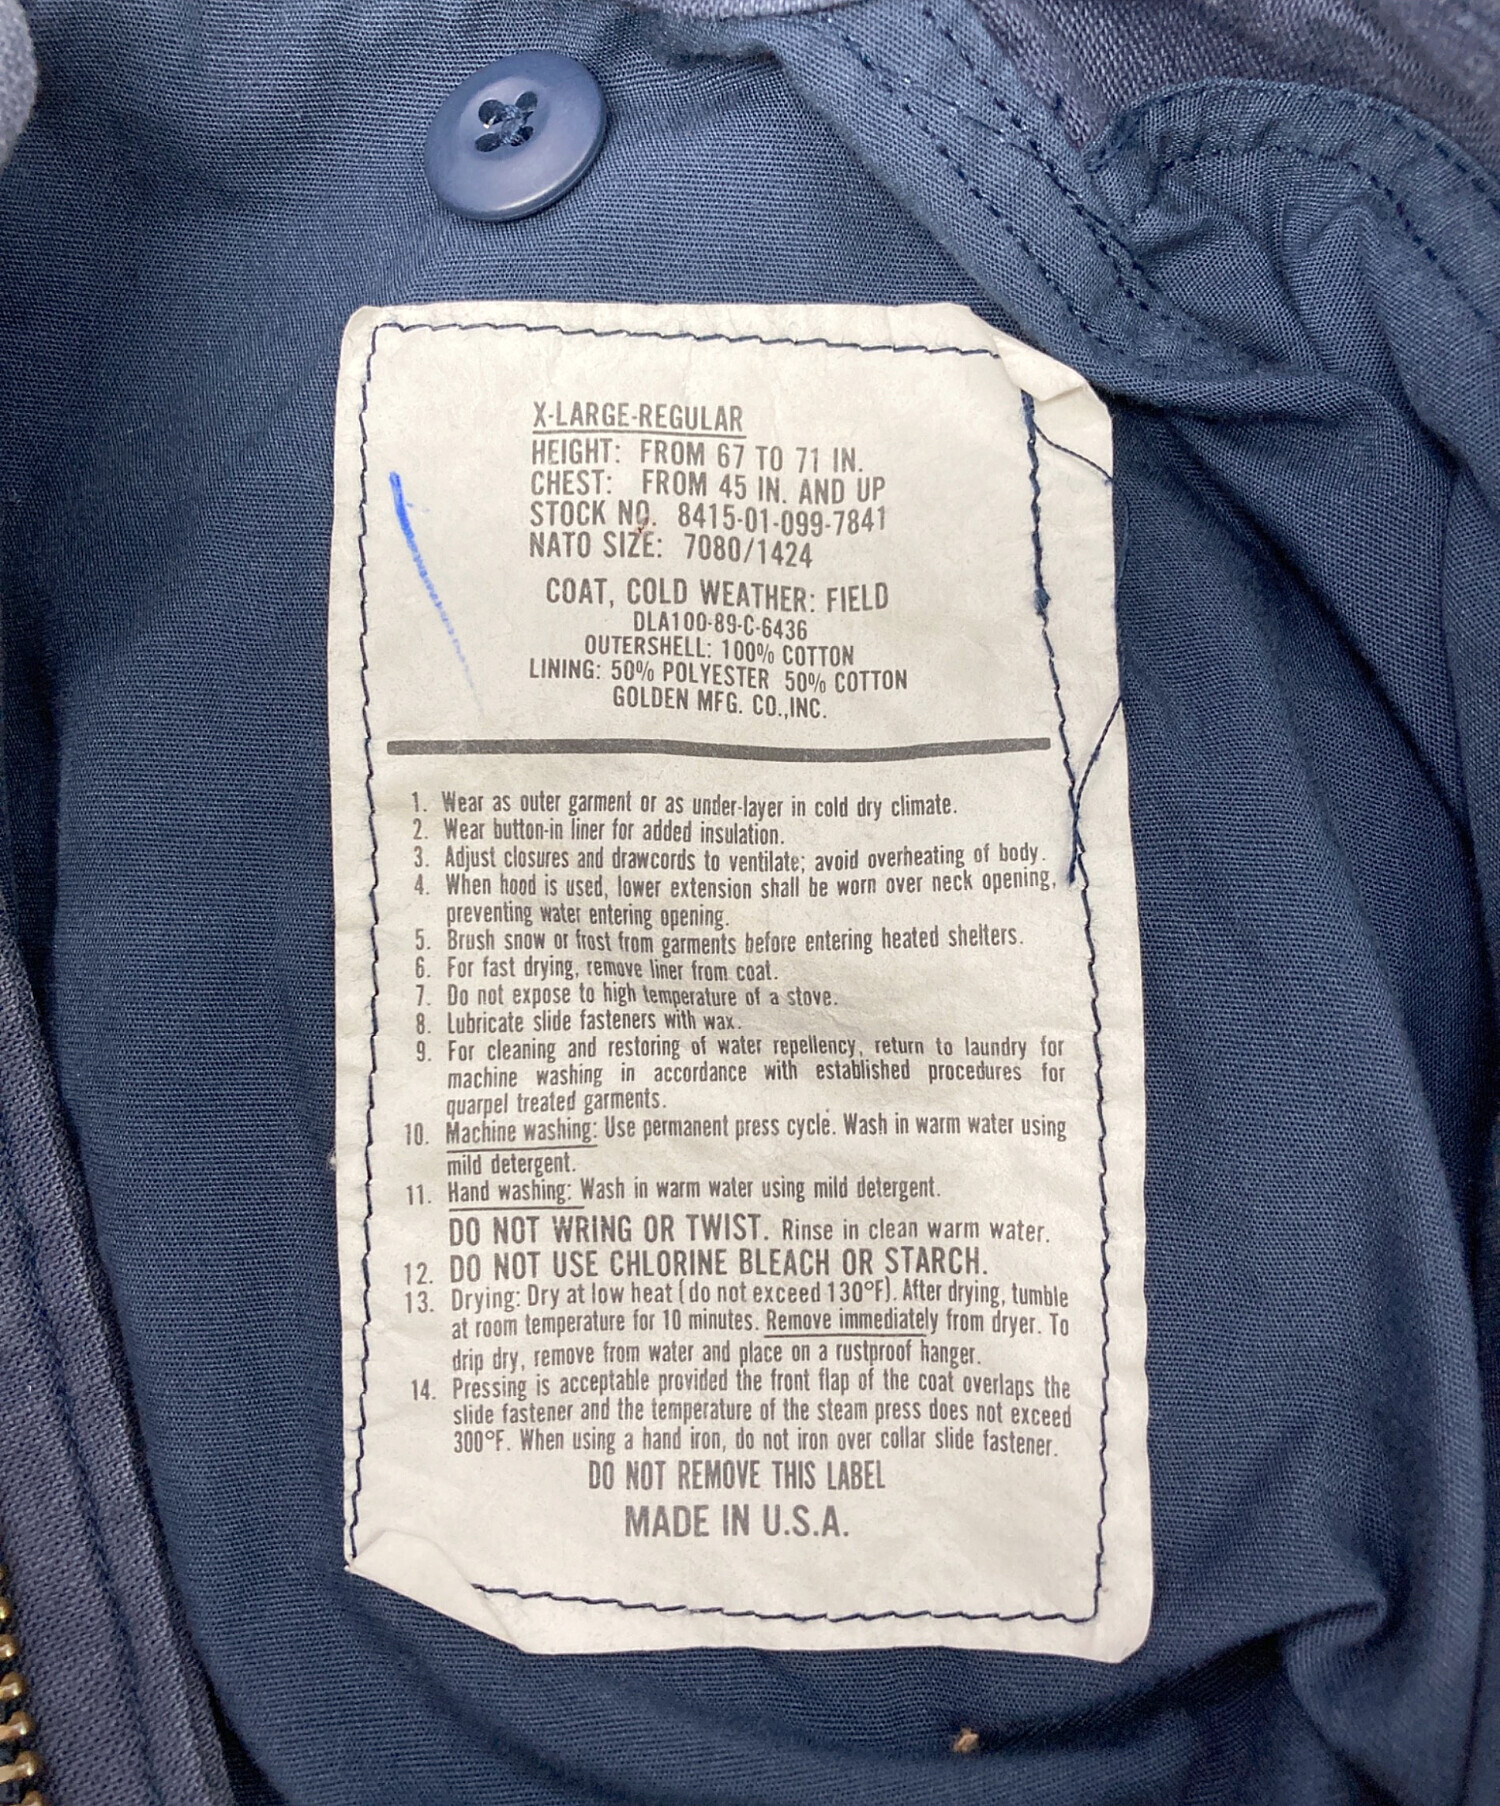 X-LARGE-REGULAR
HEIGHT: FROM 67 TO 71 IN.
CHEST: FROM 45 IN. AND UP
STOCK NO. 8415-01-099-7841
NATO SIZE: 7080/1424
COAT, COLD WEATHER: FIELD
DLA100-89-C-6436
OUTERSHELL: 100% COTTON
LINING: 50% POLYESTER 50% COTTON
GOLDEN MFG. CO.,INC.
1. Wear as outer garment or as under-layer in cold dry climate.
2. Wear button-in liner for added insulation.
3. Adjust closures and drawcords to ventilate; avoid overheating of body.
4. When hood is used, lower extension shall be worn over neck opening,
preventing water entering opening.
5. Brush snow or frost from garments before entering heated shelters.
6. For fast drying, remove liner from coat.
7. Do not expose to high temperature of a stove.
8. Lubricate slide fasteners with wax.
9. For cleaning and restoring of water repellency, return to laundry for
machine washing in accordance with established procedures for
quarpel treated garments.
10. Machine washing: Use permanent press cycle. Wash in warm water using
mild detergent.
11. Hand washing: Wash in warm water using mild detergent.
DO NOT WRING OR TWIST. Rinse in clean warm water.
12. DO NOT USE CHLORINE BLEACH OR STARCH.
13. Drying: Dry at low heat (do not exceed 130°F). After drying, tumble
at room temperature for 10 minutes. Remove immediately from dryer. To
drip dry, remove from water and place on a rustproof hanger.
14. Pressing is acceptable provided the front flap of the coat overlaps the
slide fastener and the temperature of the steam press does not exceed
300°F. When using a hand iron, do not iron over collar slide fastener.
DO NOT REMOVE THIS LABEL
MADE IN U.S.A.